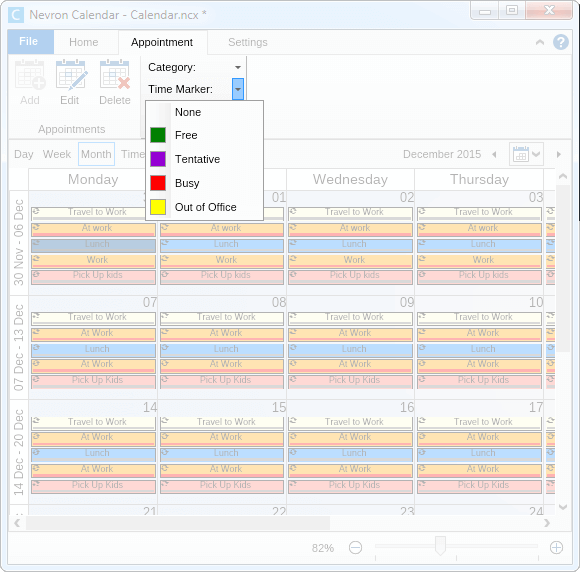 Nevron Calendar - Calendar.ncx *
File Home Appointment Settings
Category:
Time Marker:
Add Edit Delete
Appointments
None
Free
Tentative
Busy
Out of Office
Day Week Month Time December 2015
Monday Wednesday Thursday
30 Nov - 06 Dec
01 02 03
Travel to Work Travel to Work Travel to Work Travel to Work
At work At work At work At work
Lunch Lunch Lunch Lunch
Work Work Work Work
Pick Up kids Pick Up kids Pick Up kids Pick Up kids
07 Dec - 13 Dec
07 08 09 10
Travel to Work Travel to Work Travel to Work Travel to Work
At Work At Work At Work At Work
Lunch Lunch Lunch Lunch
At Work At Work At Work At Work
Pick Up Kids Pick Up Kids Pick Up Kids Pick Up Kids
14 Dec - 20 Dec
14 15 16 17
Travel to Work Travel to Work Travel to Work Travel to Work
At Work At Work At Work At Work
Lunch Lunch Lunch Lunch
At Work At Work At Work At Work
Pick Up Kids Pick Up Kids Pick Up Kids Pick Up Kids
21 22 23 24
82%